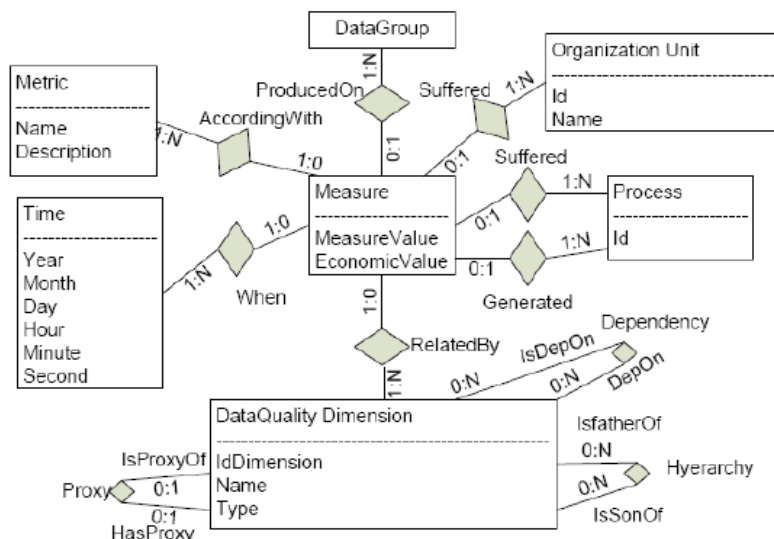 DataGroup
1:N
ProducedOn
0:1
Suffered
1:N
0:1
Organization Unit
Id
Name
Metric
Name
Description
1:N
AccordingWith
1:0
Suffered
1:N
0:1
Process
Id
Measure
MeasureValue
EconomicValue
Time
Year
Month
Day
Hour
Minute
Second
1:0
1:N
When
1:N
0:1
Generated
1:0
RelatedBy
1:N
Dependency
IsDepOn
0:N
0:N
DepOn
DataQuality Dimension
IdDimension
Name
Type
IsfatherOf
0:N
Hyerarchy
0:N
IsSonOf
IsProxyOf
0:1
Proxy
0:1
HasProxy